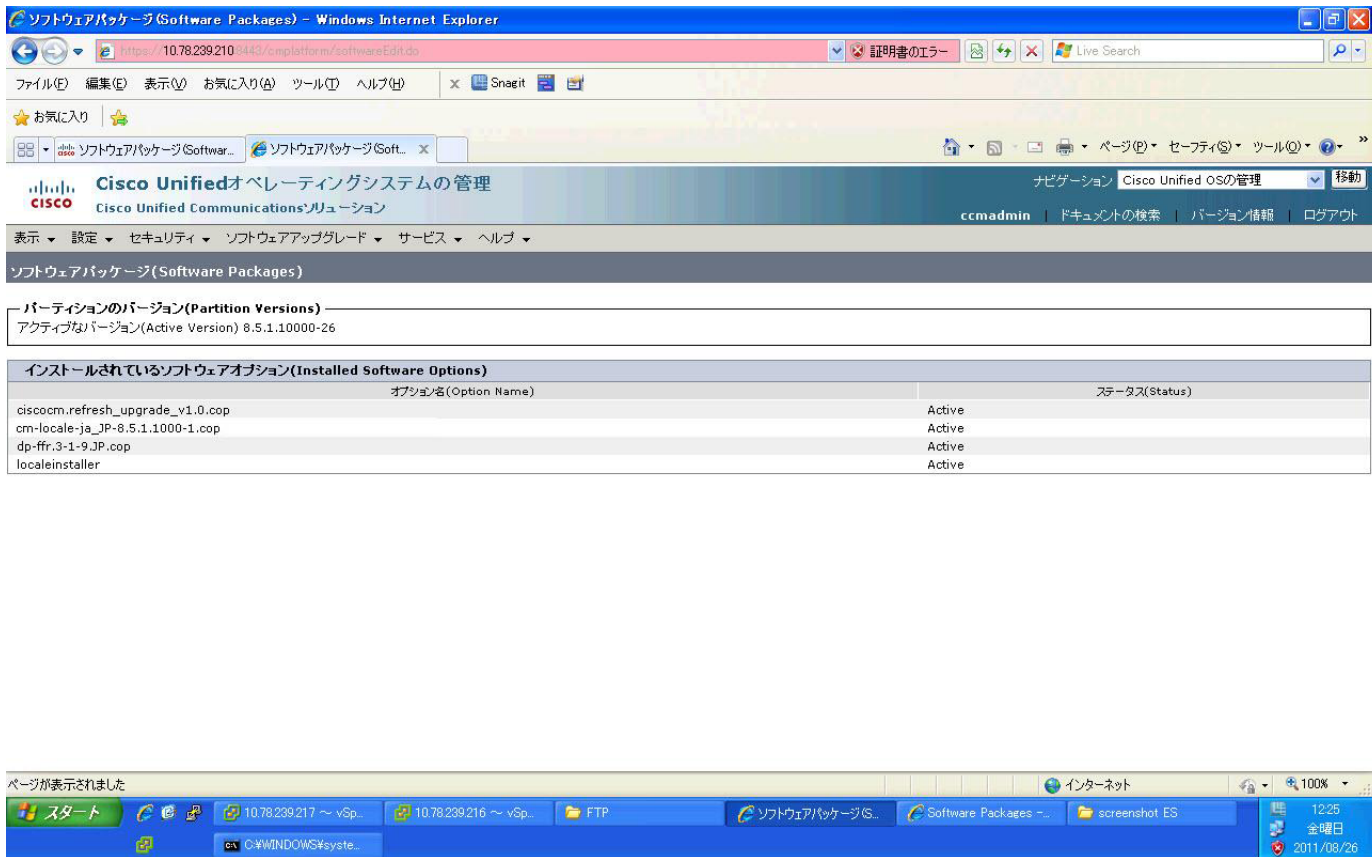 ソフトウェアパッケージ(Software Packages) - Windows Internet Explorer
https://10.78.239.210:8443/cmplatform/softwareEdit.do
証明書のエラー
Live Search
ファイル(F) 編集(E) 表示(V) お気に入り(A) ツール(T) ヘルプ(H)
x Snagit
お気に入り
ソフトウェアパッケージ(Softwar...
ソフトウェアパッケージ(Soft... x
ページ(P) セーフティ(S) ツール(O)
Cisco Unifiedオペレーティングシステムの管理
CISCO
Cisco Unified Communicationsソリューション
ナビゲーション Cisco Unified OSの管理 移動
ccmadmin | ドキュメントの検索 | バージョン情報 | ログアウト
表示 設定 セキュリティ ソフトウェアアップグレード サービス ヘルプ
ソフトウェアパッケージ(Software Packages)
パーティションのバージョン(Partition Versions)
アクティブなバージョン(Active Version) 8.5.1.10000-26
インストールされているソフトウェアオプション(Installed Software Options)
オプション名(Option Name) ステータス(Status)
ciscocm.refresh_upgrade_v1.0.cop Active
cm-locale-ja_JP-8.5.1.1000-1.cop Active
dp-ffr.3-1-9.JP.cop Active
localeinstaller Active
ページが表示されました
インターネット
100%
スタート
10.78.239.217 ~ vSp...
10.78.239.216 ~ vSp...
FTP
ソフトウェアパッケージ(S...
Software Packages -...
screenshot ES
12:25
C:¥WINDOWS¥syste...
金曜日
2011/08/26